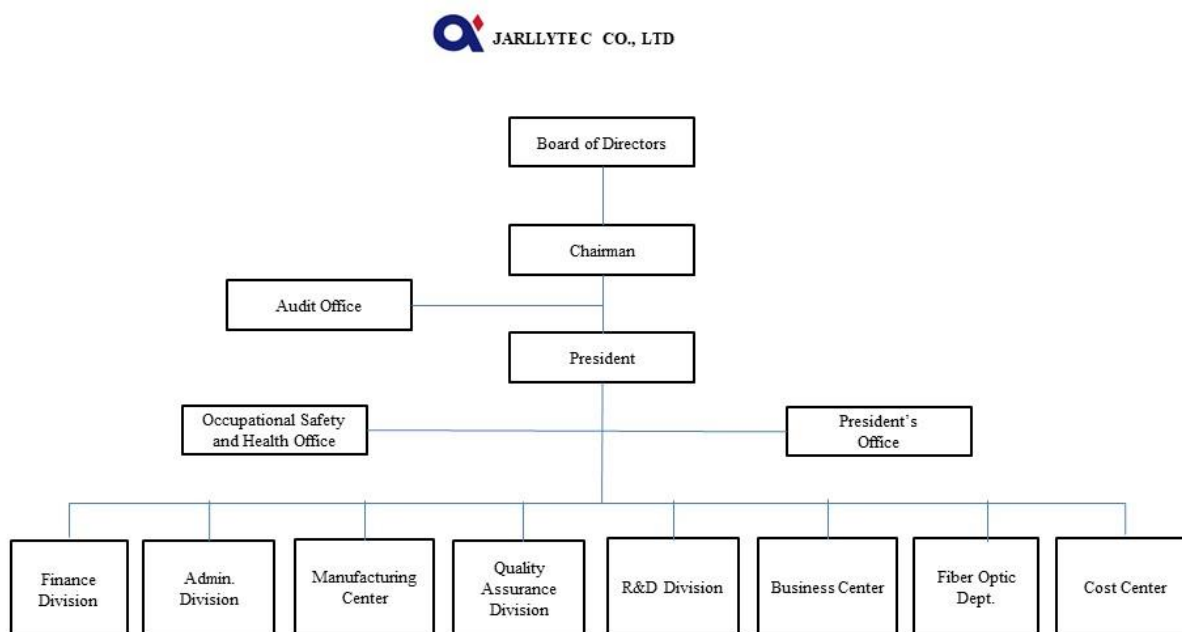 JARLLYTEC CO., LTD
Board of Directors
Chairman
Audit Office
President
Occupational Safety
and Health Office
President's
Office
Finance
Division
Admin.
Division
Manufacturing
Center
Quality
Assurance
Division
R&D Division
Business Center
Fiber Optic
Dept.
Cost Center